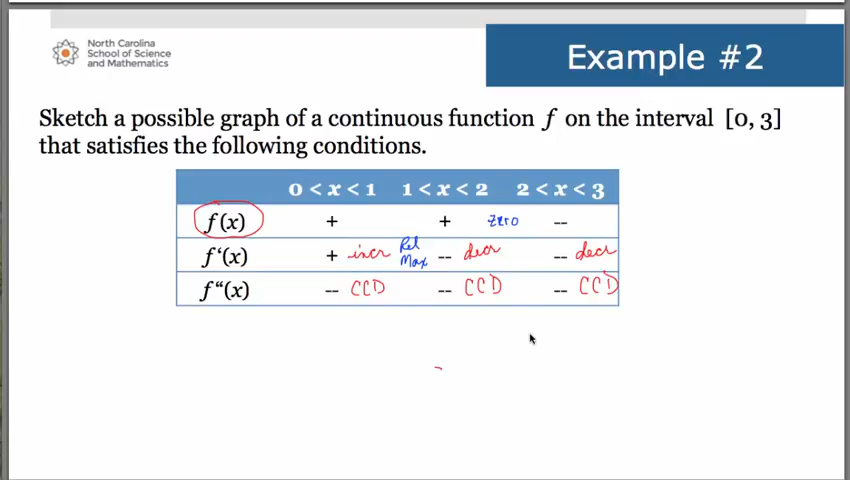 North Carolina
School of Science
and Mathematics
Example #2
Sketch a possible graph of a continuous function f on the interval [0, 3]
that satisfies the following conditions.
0 < x < 1 1 < x < 2 2 < x < 3
f(x) + + zero --
f‘(x) + incr Rel Max -- decr -- decr
f“(x) -- CCD -- CCD -- CCD